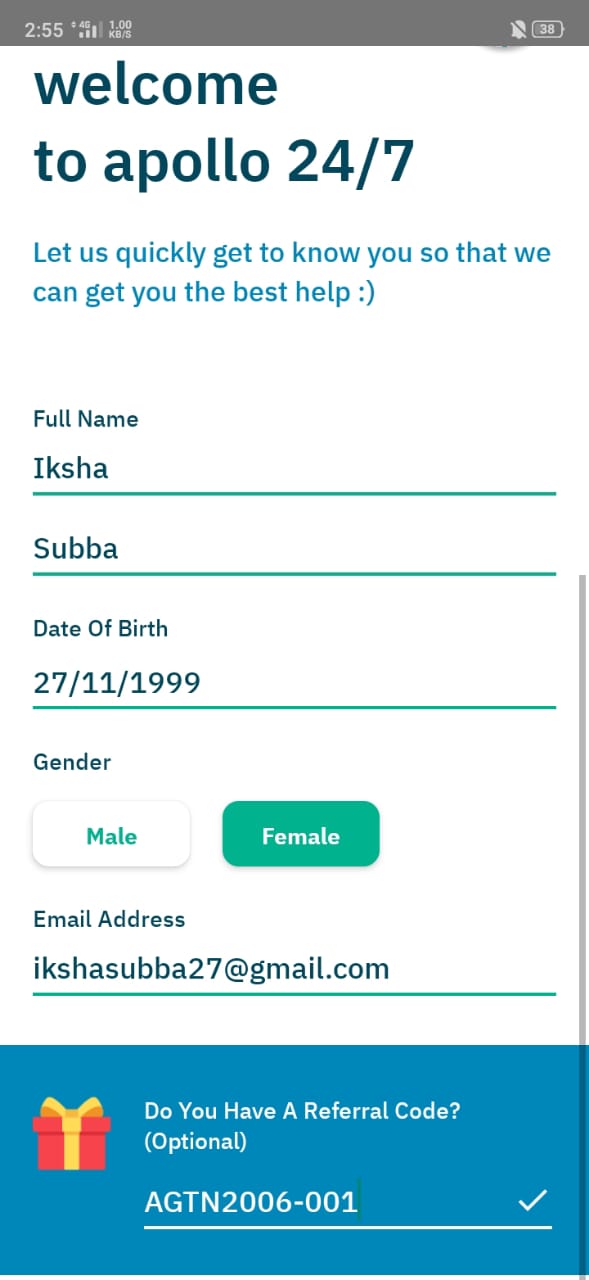 2:55 4G 1.00 KB/S 38
welcome
to apollo 24/7
Let us quickly get to know you so that we
can get you the best help :)
Full Name
Iksha
Subba
Date Of Birth
27/11/1999
Gender
Male Female
Email Address
ikshasubba27@gmail.com
Do You Have A Referral Code?
(Optional)
AGTN2006-001